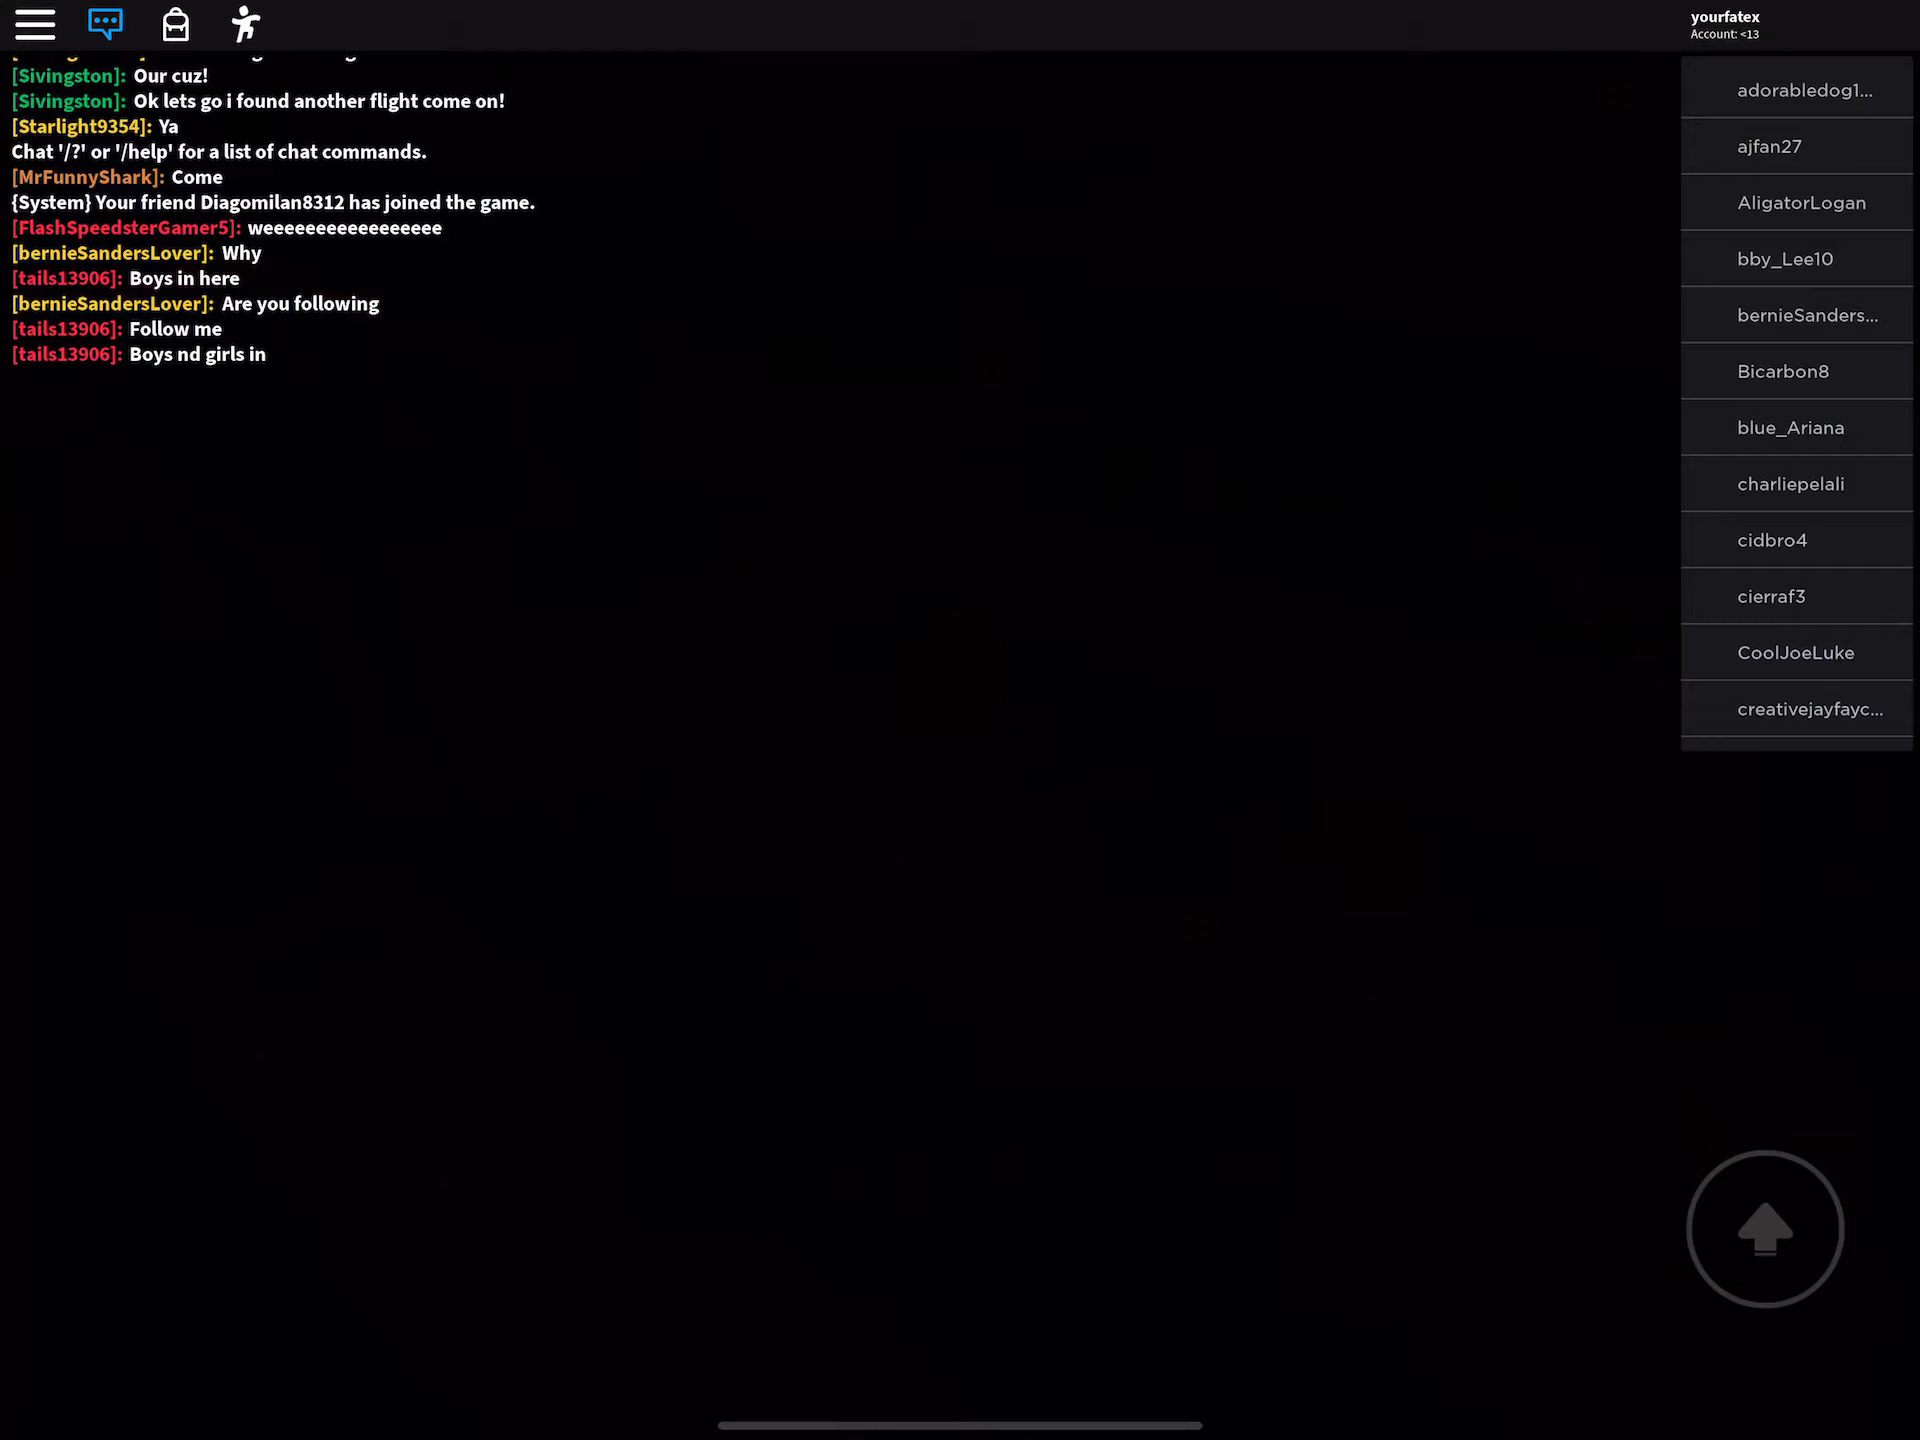 yourfatex
Account: <13
[Sivingston]: Our cuz!
[Sivingston]: Ok lets go i found another flight come on!
[Starlight9354]: Ya
Chat '/?' or '/help' for a list of chat commands.
[MrFunnyShark]: Come
{System} Your friend Diagomilan8312 has joined the game.
[FlashSpeedsterGamer5]: weeeeeeeeeeeeeeee
[bernieSandersLover]: Why
[tails13906]: Boys in here
[bernieSandersLover]: Are you following
[tails13906]: Follow me
[tails13906]: Boys nd girls in
adorabledog1...
ajfan27
AligatorLogan
bby_Lee10
bernieSanders...
Bicarbon8
blue_Ariana
charliepelali
cidbro4
cierraf3
CoolJoeLuke
creativejayfayc...